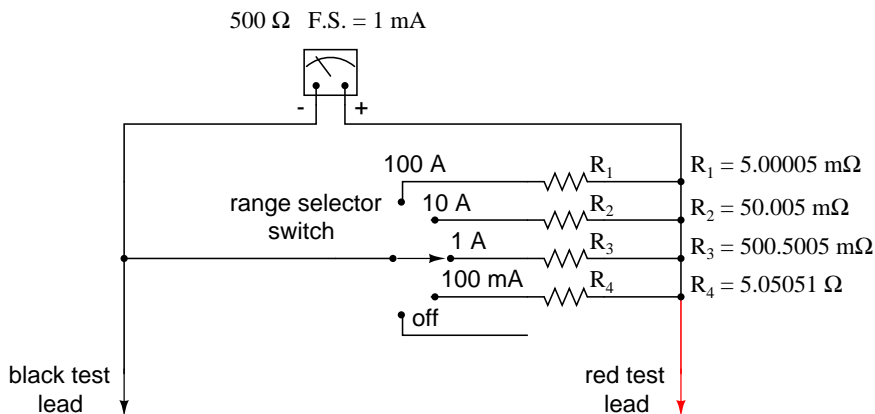 500 Ω F.S. = 1 mA
- +
100 A R₁ R₁ = 5.00005 mΩ
range selector
switch
10 A R₂ R₂ = 50.005 mΩ
1 A R₃ R₃ = 500.5005 mΩ
100 mA R₄ R₄ = 5.05051 Ω
off
black test
lead
red test
lead